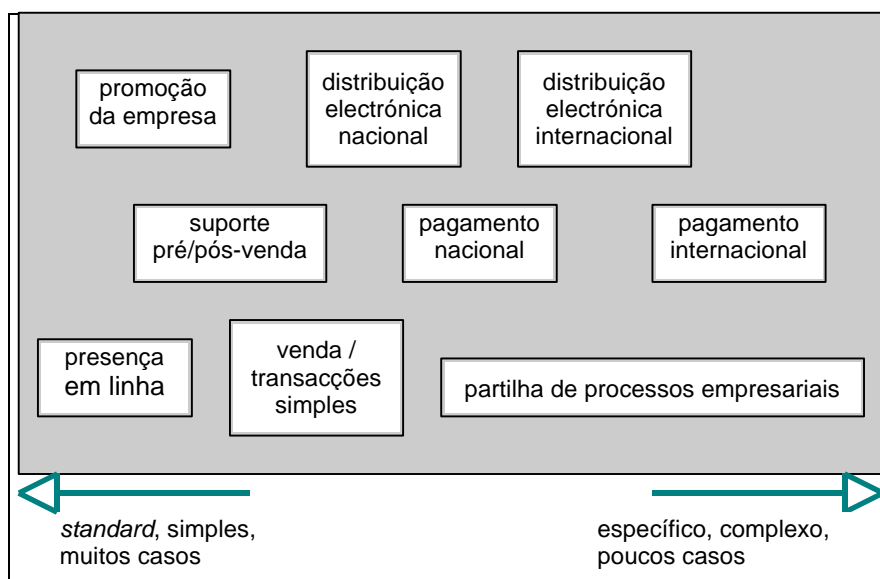 promoção
da empresa
distribuição
electrónica
nacional
distribuição
electrónica
internacional
suporte
pré/pós-venda
pagamento
nacional
pagamento
internacional
presença
em linha
venda /
transacções
simples
partilha de processos empresariais
standard, simples,
muitos casos
específico, complexo,
poucos casos